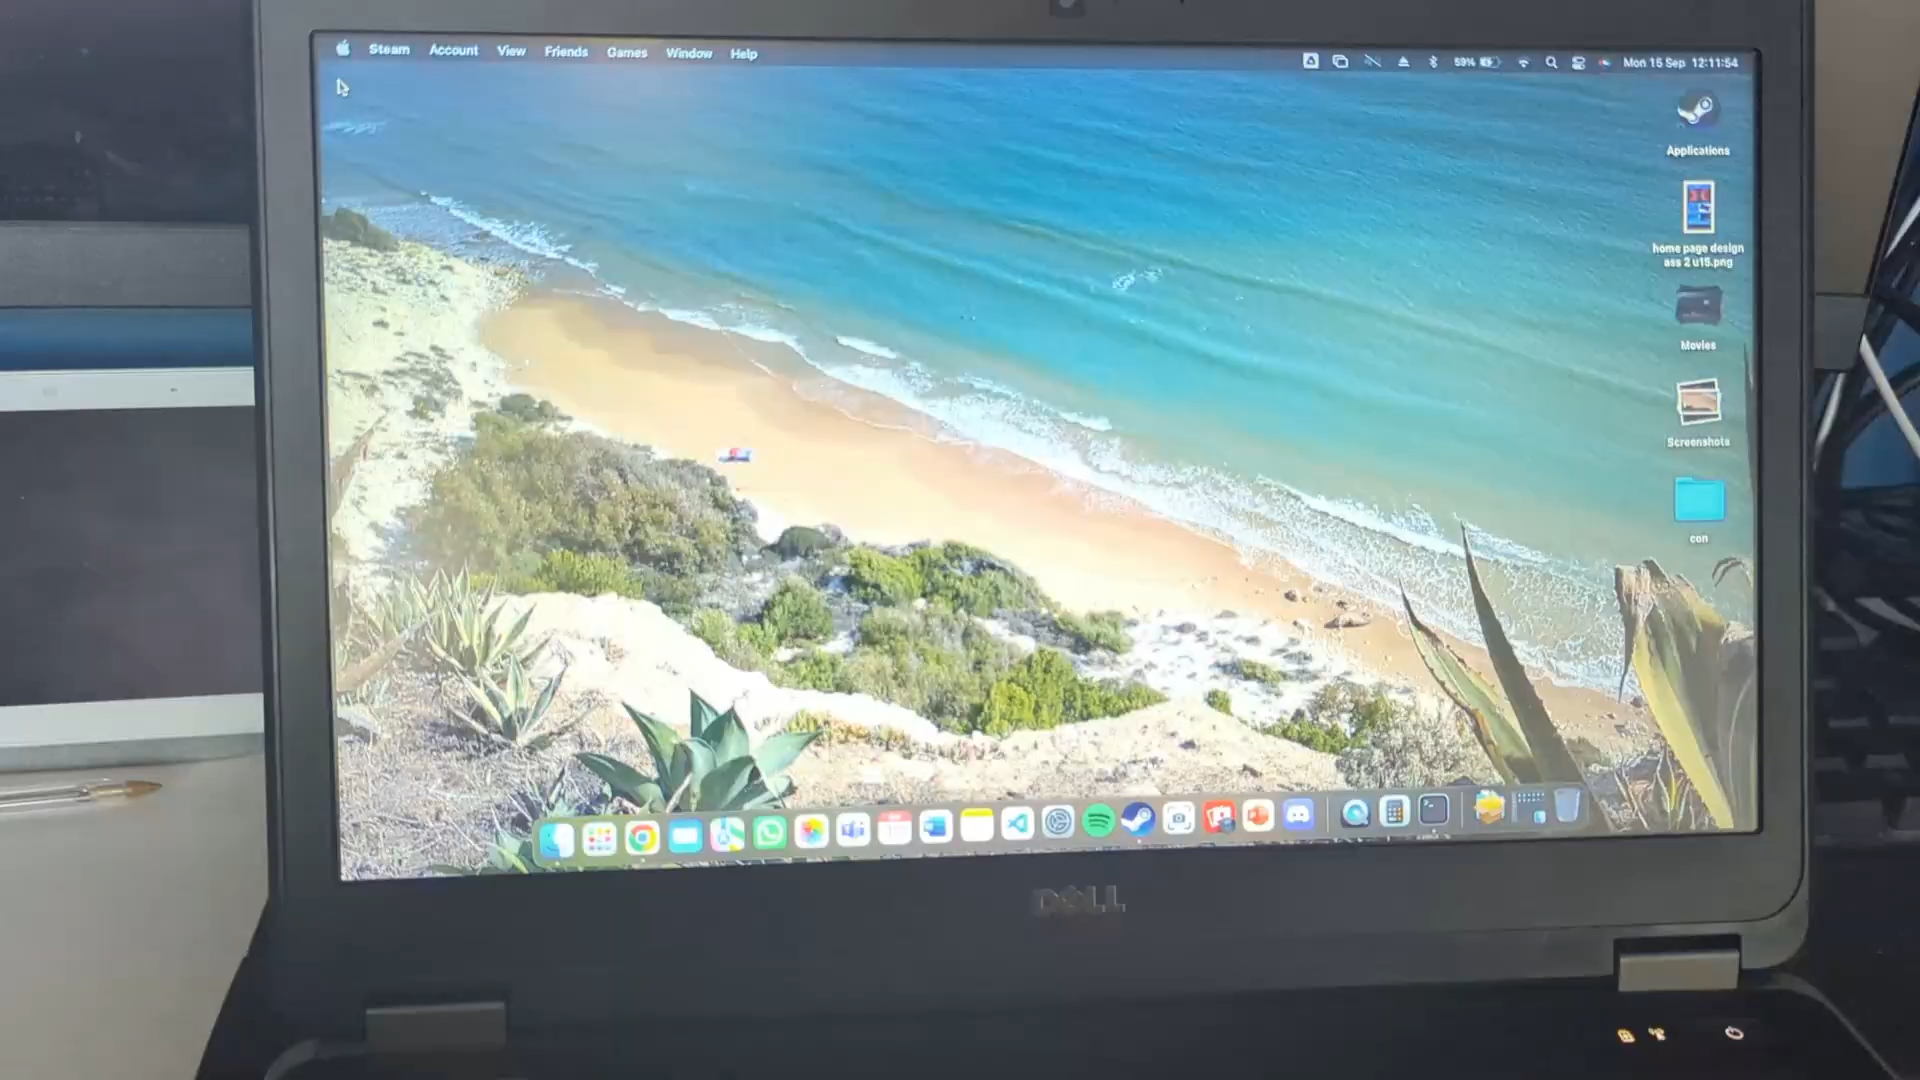 Steam Account View Friends Games Window Help
59% Mon 15 Sep 12:11:54
Applications
home page design
ass 2 u15.png
Movies
Screenshots
con
DELL